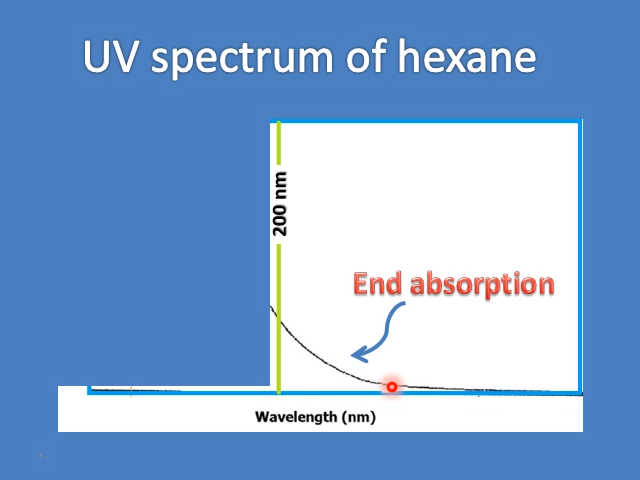 UV spectrum of hexane
200 nm
End absorption
Wavelength (nm)